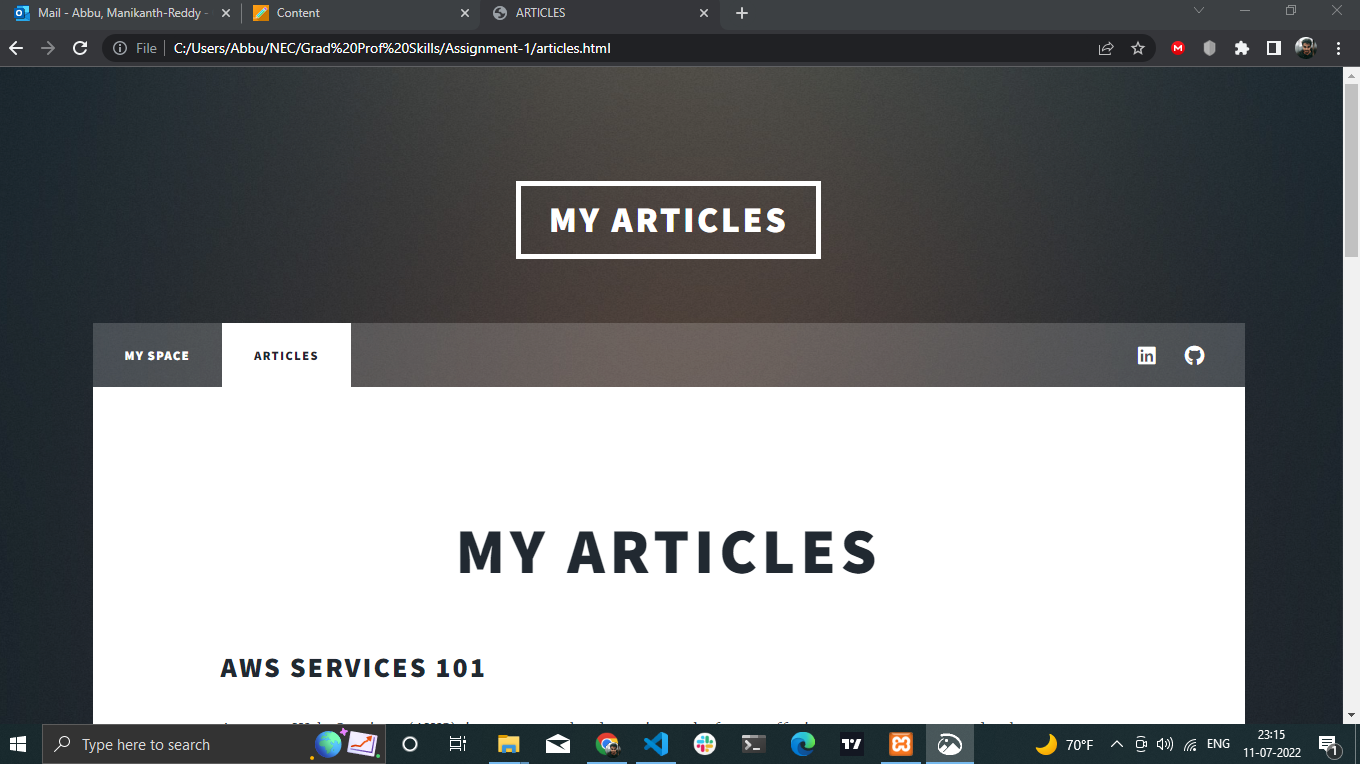 Mail - Abbu, Manikanth-Reddy -
Content
ARTICLES
File
C:/Users/Abbu/NEC/Grad%20Prof%20Skills/Assignment-1/articles.html
MY ARTICLES
MY SPACE
ARTICLES
in
MY ARTICLES
AWS SERVICES 101
Type here to search
70°F
ENG
23:15
11-07-2022
1